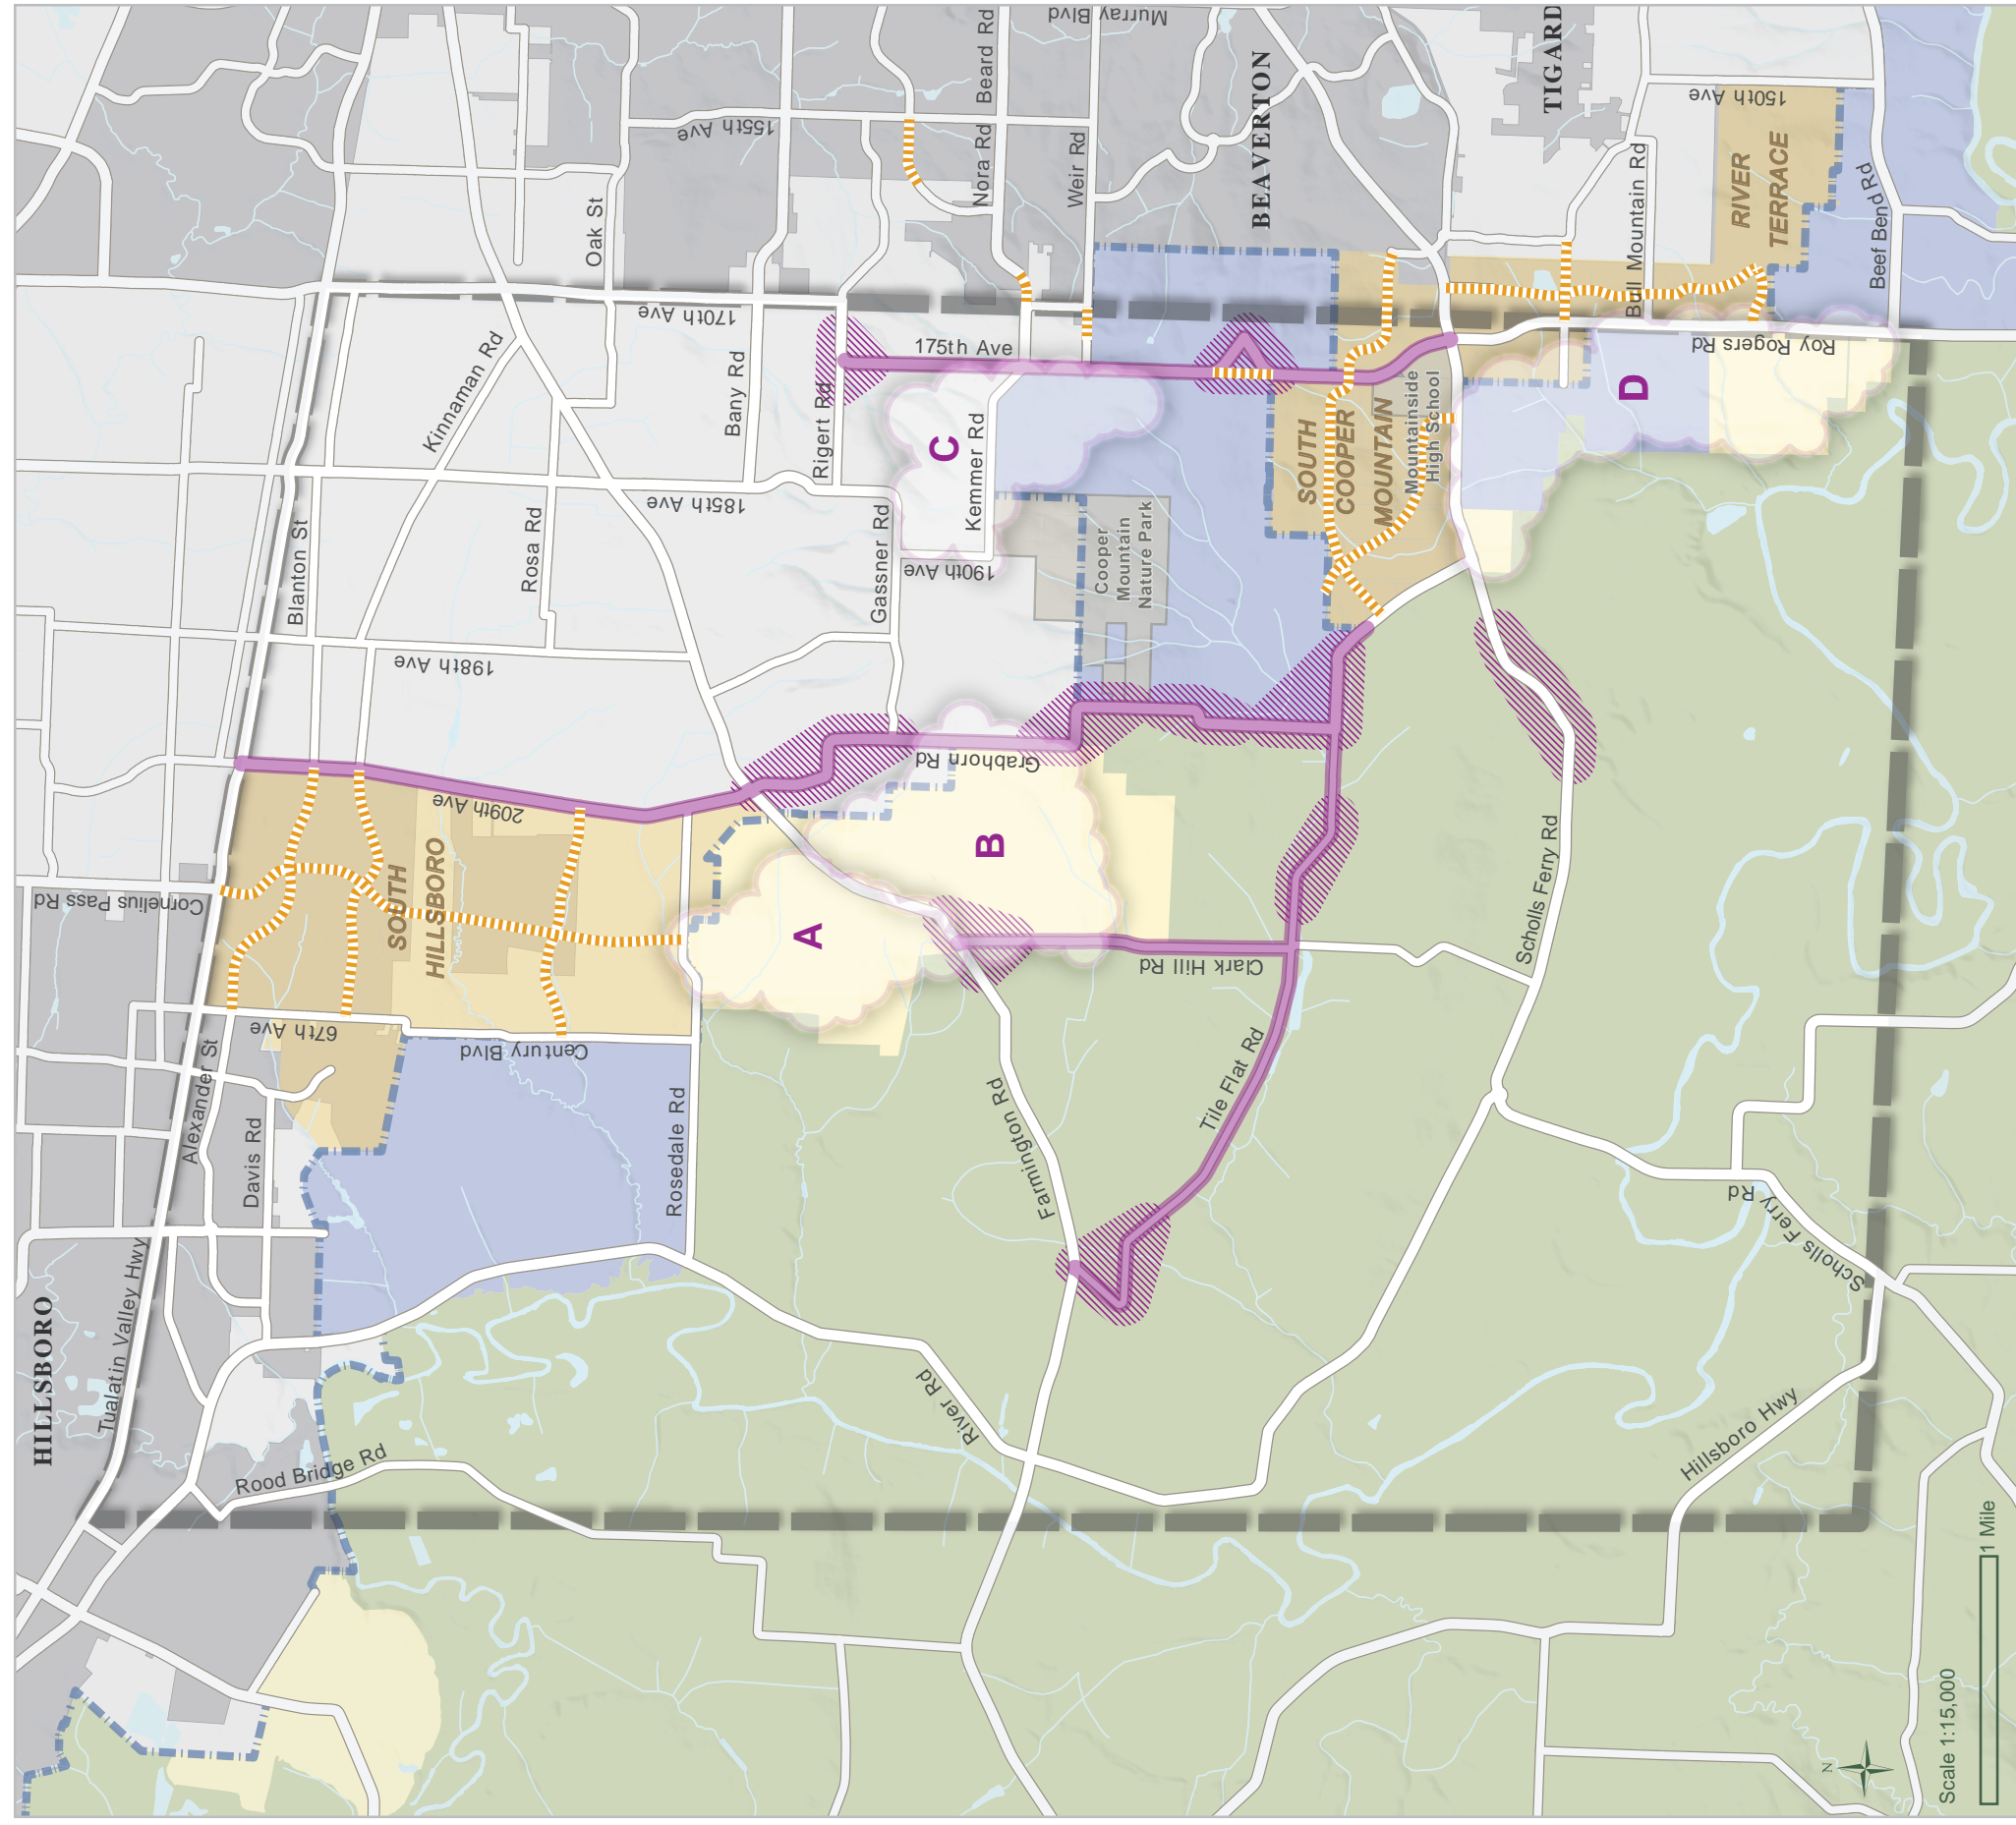 HILLSBORO
Tualatin Valley Hwy
Alexander St
Davis Rd
Rood Bridge Rd
67th Ave
Century Blvd
Rosedale Rd
River Rd
Cornelius Pass Rd
SOUTH
HILLSBORO
209th Ave
Blanton St
198th Ave
Rosa Rd
Kinnaman Rd
185th Ave
Bany Rd
Rigert Rd
170th Ave
Oak St
155th Ave
175th Ave
Beard Rd
Nora Rd
Weir Rd
Murray Blvd
Gassner Rd
Kemmer Rd
190th Ave
Grabhorn Rd
Cooper
Mountain
Nature Park
A
B
C
D
Farmington Rd
Clark Hill Rd
Tile Flat Rd
Scholls Ferry Rd
BEAVERTON
TIGARD
SOUTH
COOPER
MOUNTAIN
Mountainside
High School
Bull Mountain Rd
150th Ave
RIVER
TERRACE
Beef Bend Rd
Roy Rogers Rd
Scholls Ferry
Rd
Hillsboro Hwy
N
Scale 1:15,000
1 Mile